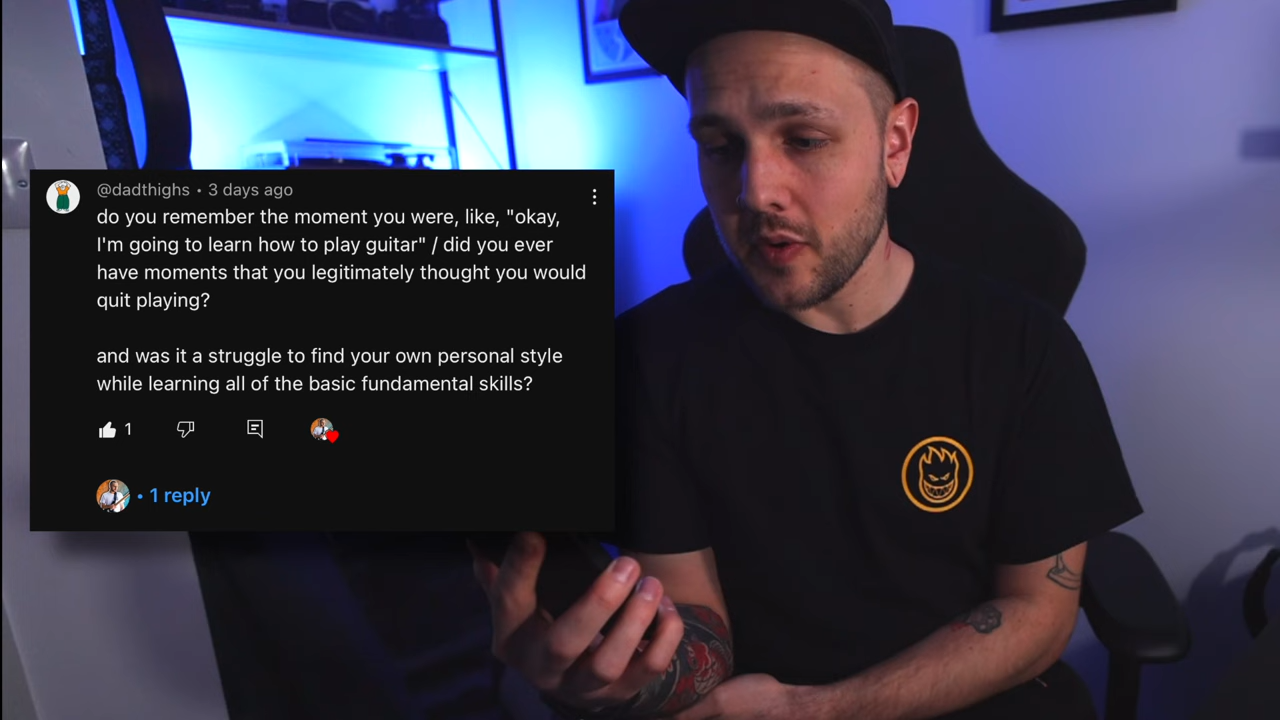 @dadthighs • 3 days ago
do you remember the moment you were, like, "okay,
I'm going to learn how to play guitar" / did you ever
have moments that you legitimately thought you would
quit playing?
and was it a struggle to find your own personal style
while learning all of the basic fundamental skills?
1
• 1 reply